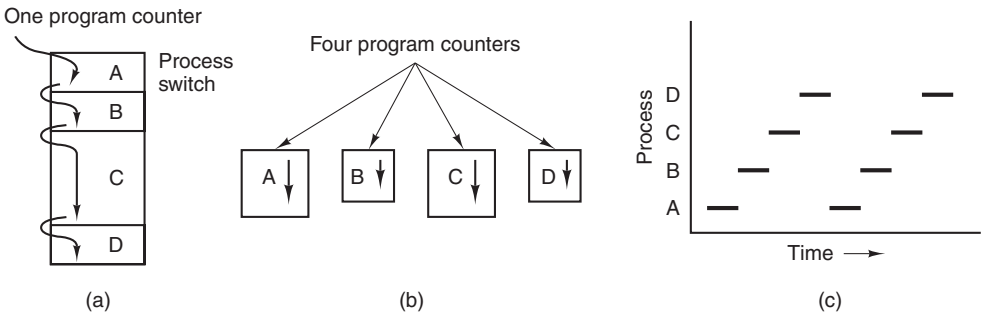 One program counter
Process
switch
A
B
C
D
(a)
Four program counters
A
B
C
D
(b)
Process
D
C
B
A
Time
(c)